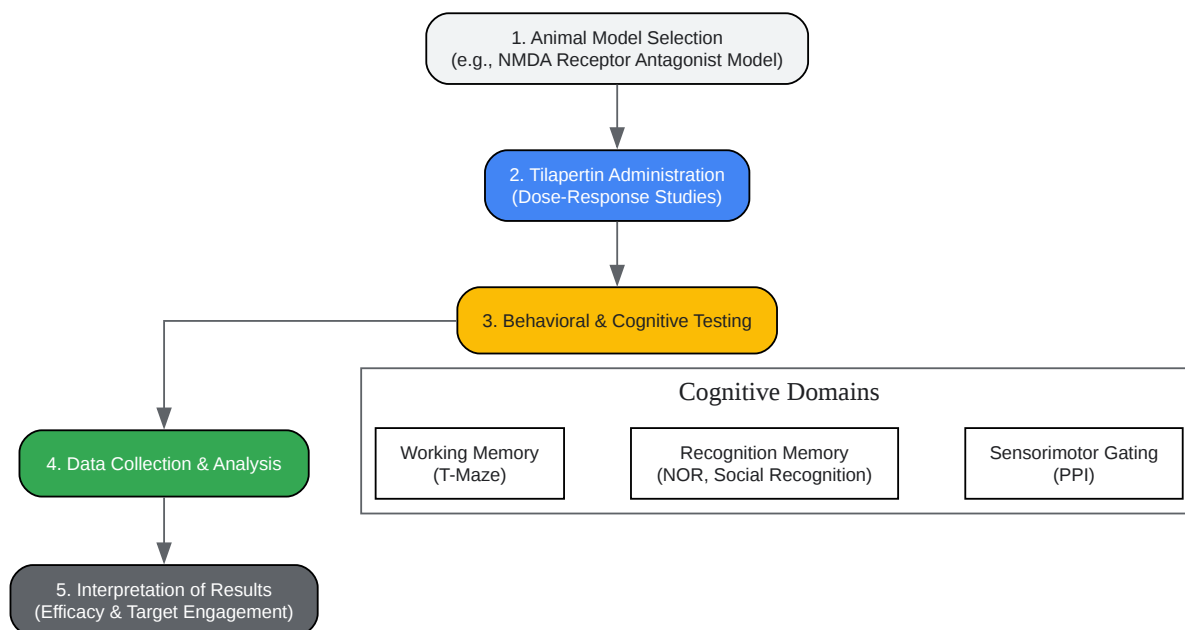 1. Animal Model Selection
(e.g., NMDA Receptor Antagonist Model)
2. Tilapertin Administration
(Dose-Response Studies)
3. Behavioral & Cognitive Testing
Cognitive Domains
Working Memory
(T-Maze)
Recognition Memory
(NOR, Social Recognition)
Sensorimotor Gating
(PPI)
4. Data Collection & Analysis
5. Interpretation of Results
(Efficacy & Target Engagement)